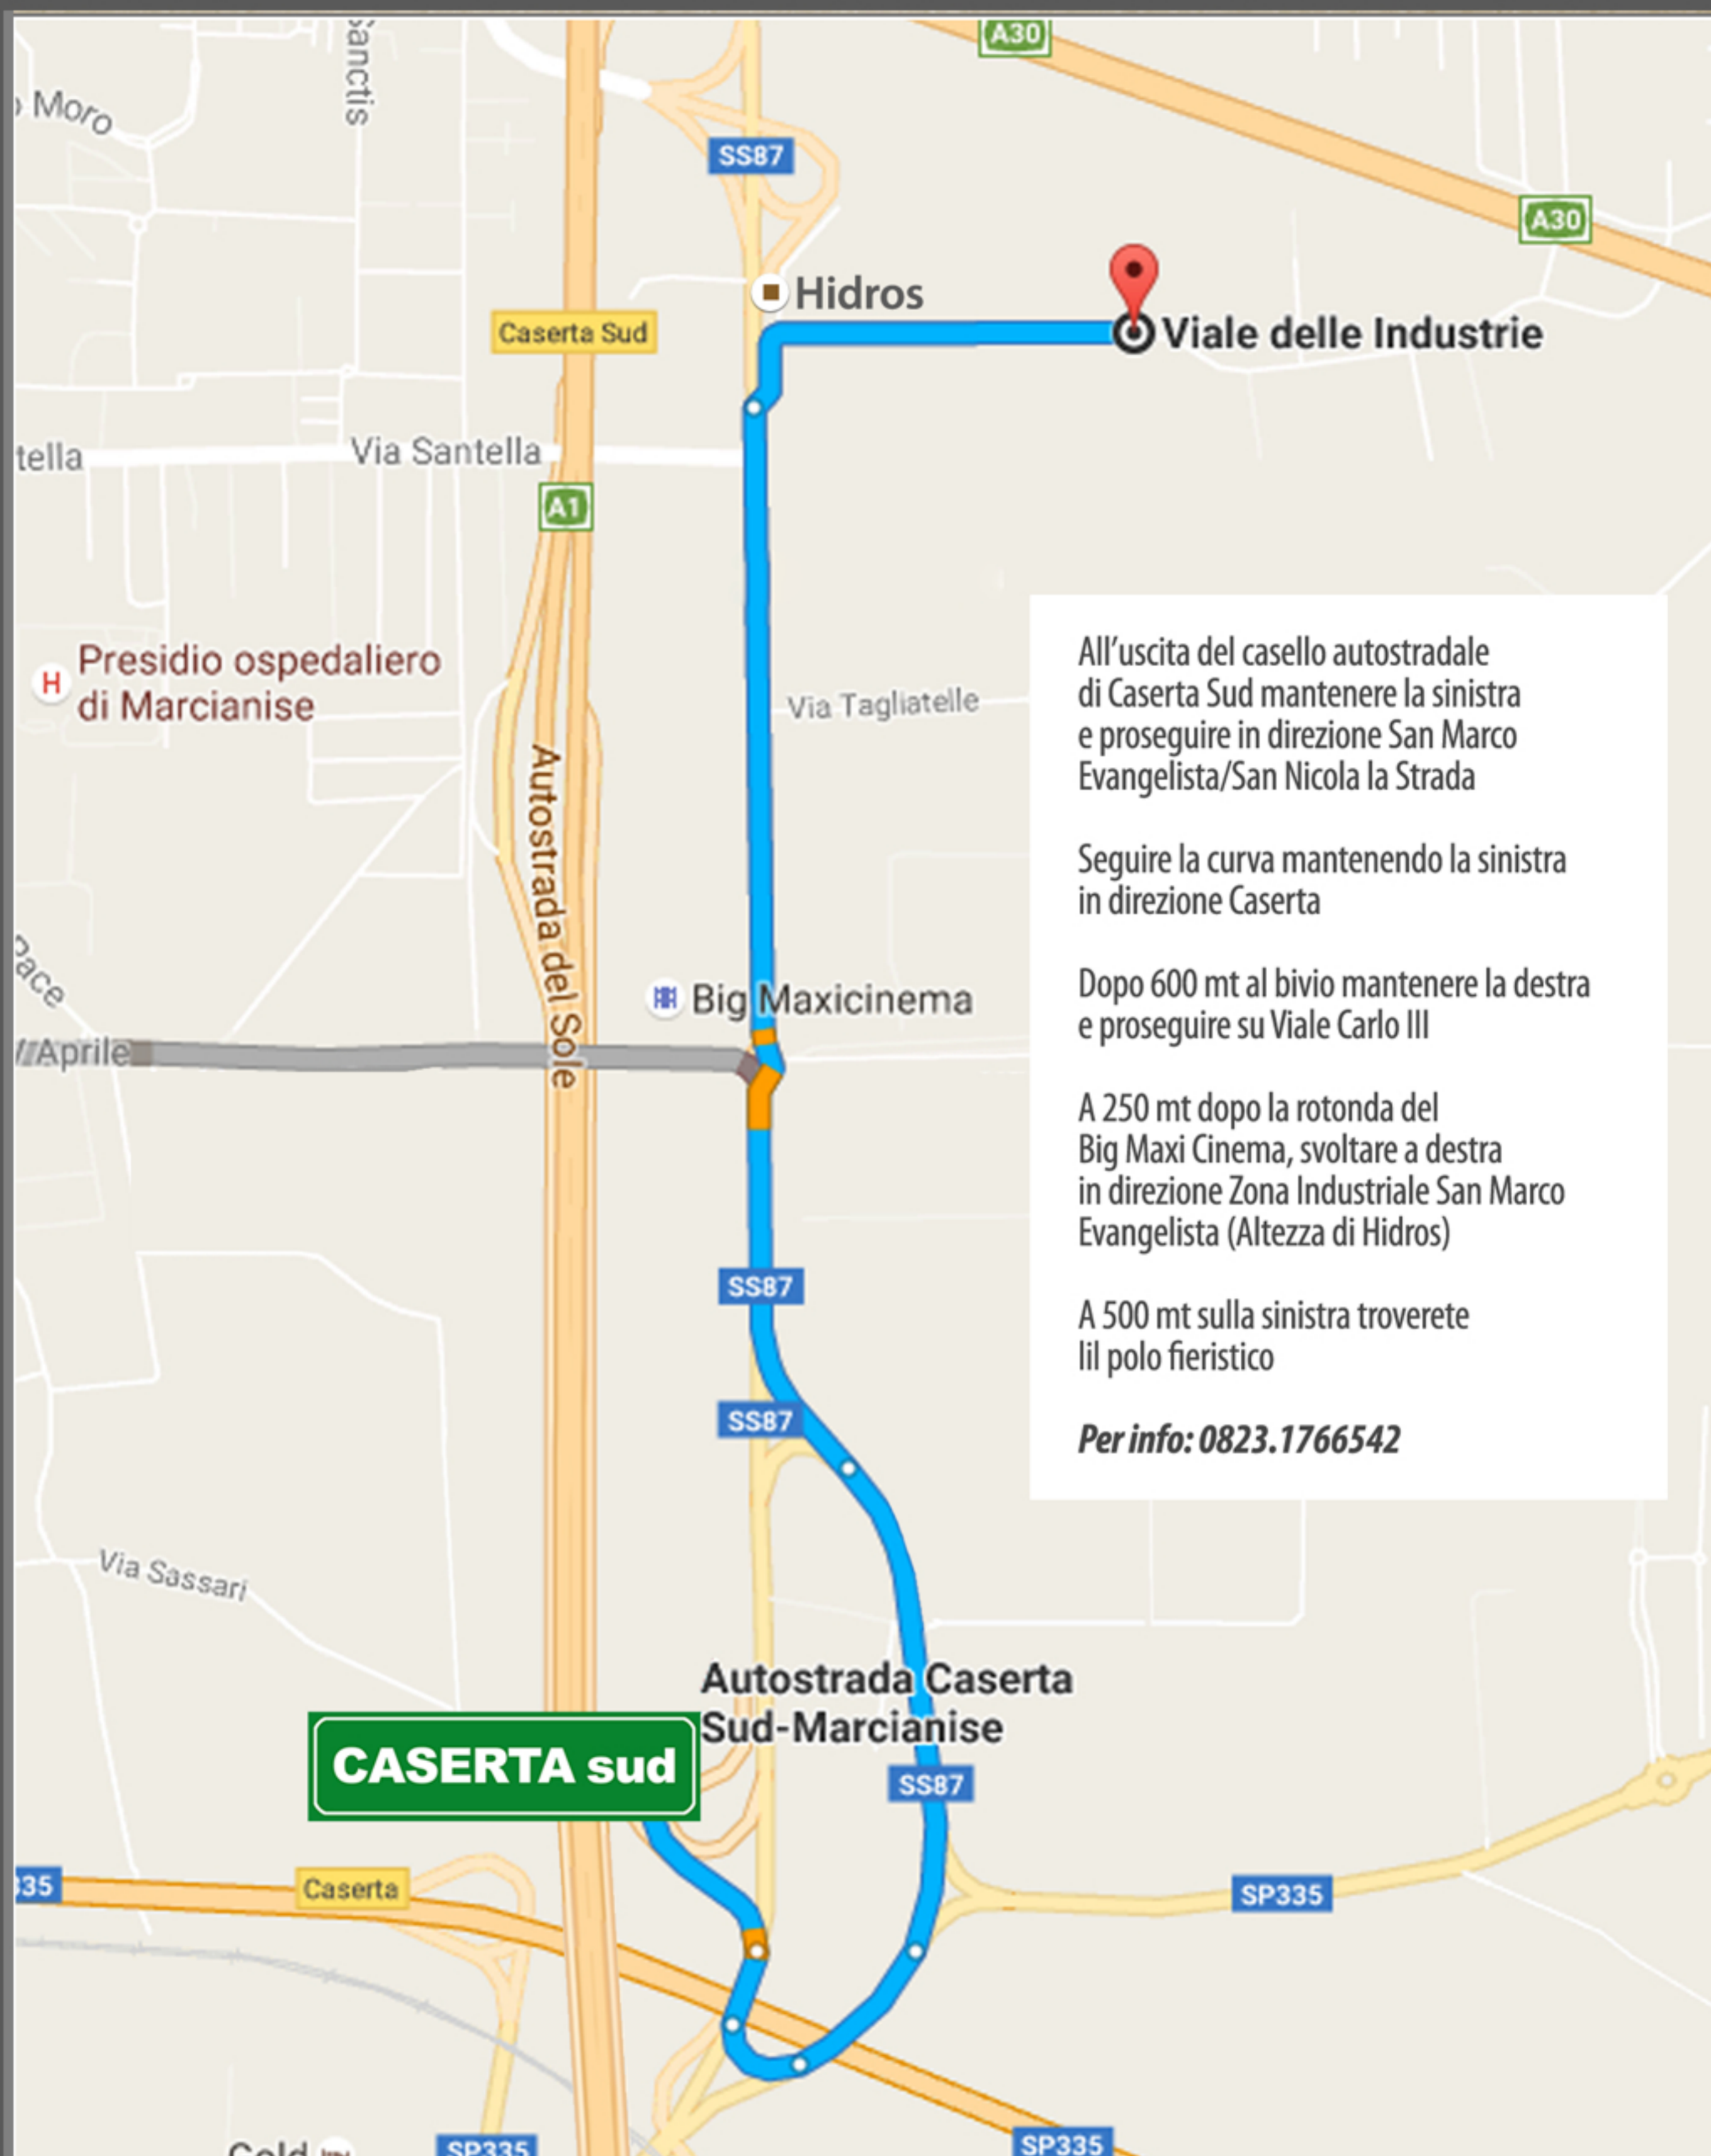 A30
Sanctis
Moro
SS87
A30
Hidros
Caserta Sud
Viale delle Industrie
tella
Via Santella
A1
H
Presidio ospedaliero
di Marcianise
Via Tagliatelle
Autostrada del Sole
All'uscita del casello autostradale
di Caserta Sud mantenere la sinistra
e proseguire in direzione San Marco
Evangelista/San Nicola la Strada
Seguire la curva mantenendo la sinistra
in direzione Caserta
Dopo 600 mt al bivio mantenere la destra
e proseguire su Viale Carlo III
A 250 mt dopo la rotonda del
Big Maxi Cinema, svoltare a destra
in direzione Zona Industriale San Marco
Evangelista (Altezza di Hidros)
A 500 mt sulla sinistra troverete
lil polo fieristico
Per info: 0823.1766542
Pace
Big Maxicinema
Aprile
SS87
SS87
Via Sassari
Autostrada Caserta
Sud-Marcianise
CASERTA sud
SS87
335
Caserta
SP335
Gold
SP335
SP335